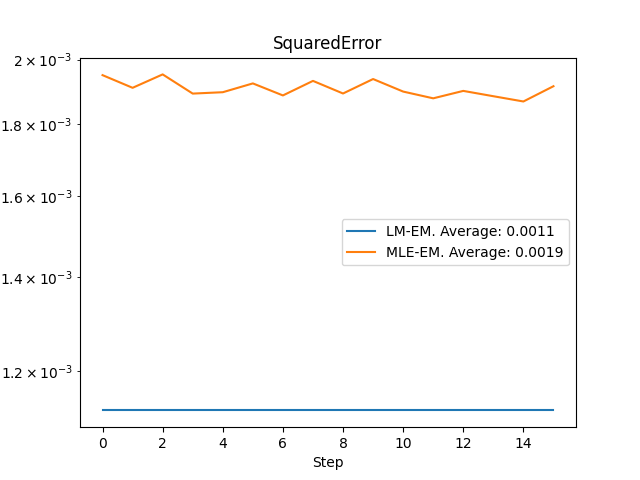 SquaredError
2 × 10⁻³
1.8 × 10⁻³
1.6 × 10⁻³
1.4 × 10⁻³
1.2 × 10⁻³
LM-EM. Average: 0.0011
MLE-EM. Average: 0.0019
0 2 4 6 8 10 12 14
Step